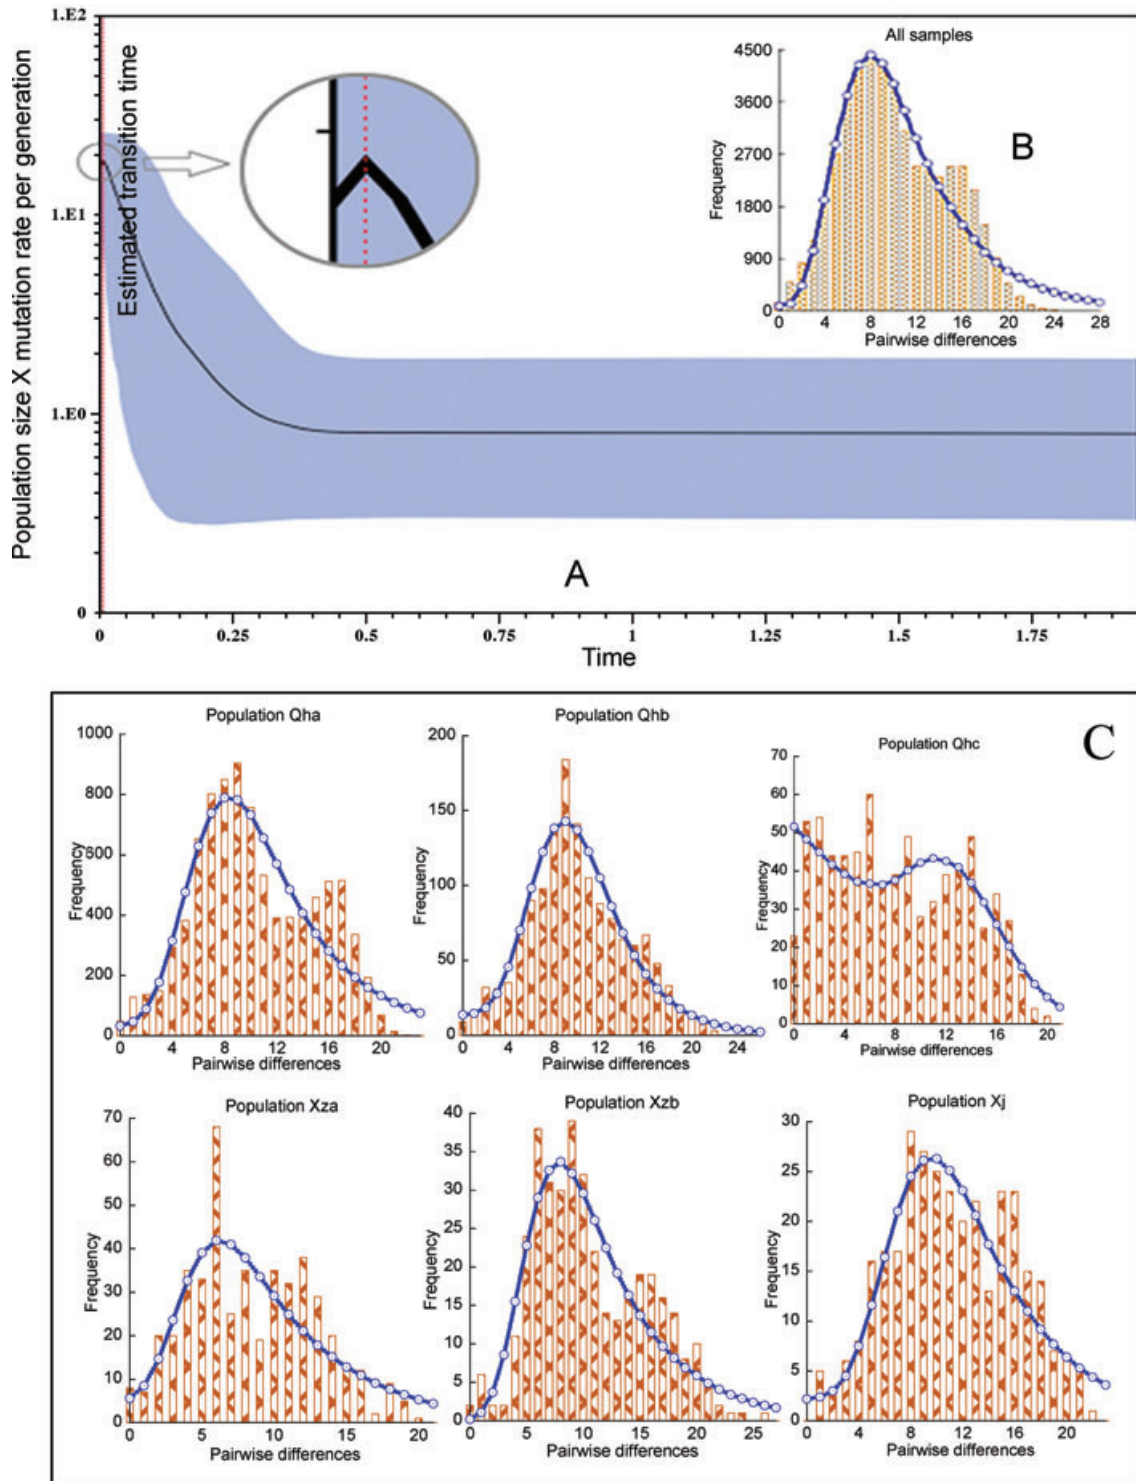 Population size X mutation rate per generation
1.E2
1.E1
1.E0
0
Estimated transition time
0 0.25 0.5 0.75 1 1.25 1.5 1.75
Time
A
All samples
B
Frequency
4500
3600
2700
1800
900
0
0 4 8 12 16 20 24 28
Pairwise differences
C
Population Qha
Frequency
1000
800
600
400
200
0
0 4 8 12 16 20
Pairwise differences
Population Qhb
Frequency
200
150
100
50
0
0 4 8 12 16 20 24
Pairwise differences
Population Qhc
Frequency
70
60
50
40
30
20
10
0
0 4 8 12 16 20
Pairwise differences
Population Xza
Frequency
70
60
50
40
30
20
10
0
0 5 10 15 20
Pairwise differences
Population Xzb
Frequency
40
35
30
25
20
15
10
5
0
0 5 10 15 20 25
Pairwise differences
Population Xj
Frequency
30
25
20
15
10
5
0
0 4 8 12 16 20
Pairwise differences